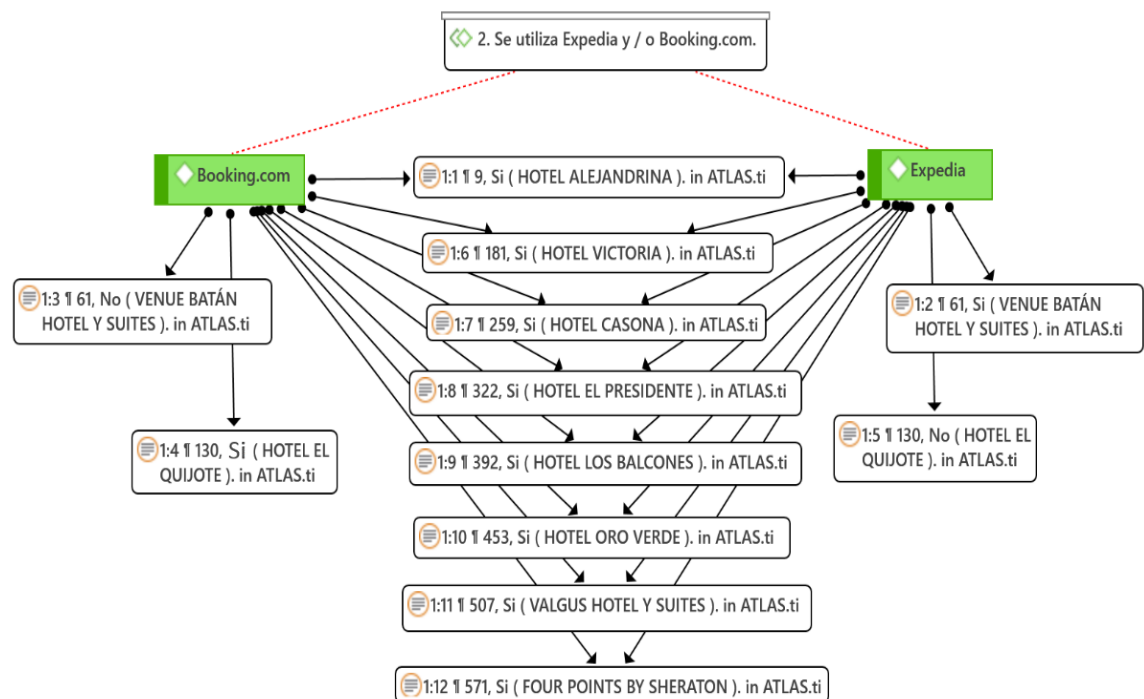 2. Se utiliza Expedia y / o Booking.com.
Booking.com
Expedia
1:1 ¶ 9, Si ( HOTEL ALEJANDRINA ). in ATLAS.ti
1:6 ¶ 181, Si ( HOTEL VICTORIA ). in ATLAS.ti
1:3 ¶ 61, No ( VENUE BATÁN
HOTEL Y SUITES ). in ATLAS.ti
1:2 ¶ 61, Si ( VENUE BATÁN
HOTEL Y SUITES ). in ATLAS.ti
1:7 ¶ 259, Si ( HOTEL CASONA ). in ATLAS.ti
1:8 ¶ 322, Si ( HOTEL EL PRESIDENTE ). in ATLAS.ti
1:4 ¶ 130, Si ( HOTEL EL
QUIJOTE ). in ATLAS.ti
1:9 ¶ 392, Si ( HOTEL LOS BALCONES ). in ATLAS.ti
1:5 ¶ 130, No ( HOTEL EL
QUIJOTE ). in ATLAS.ti
1:10 ¶ 453, Si ( HOTEL ORO VERDE ). in ATLAS.ti
1:11 ¶ 507, Si ( VALGUS HOTEL Y SUITES ). in ATLAS.ti
1:12 ¶ 571, Si ( FOUR POINTS BY SHERATON ). in ATLAS.ti